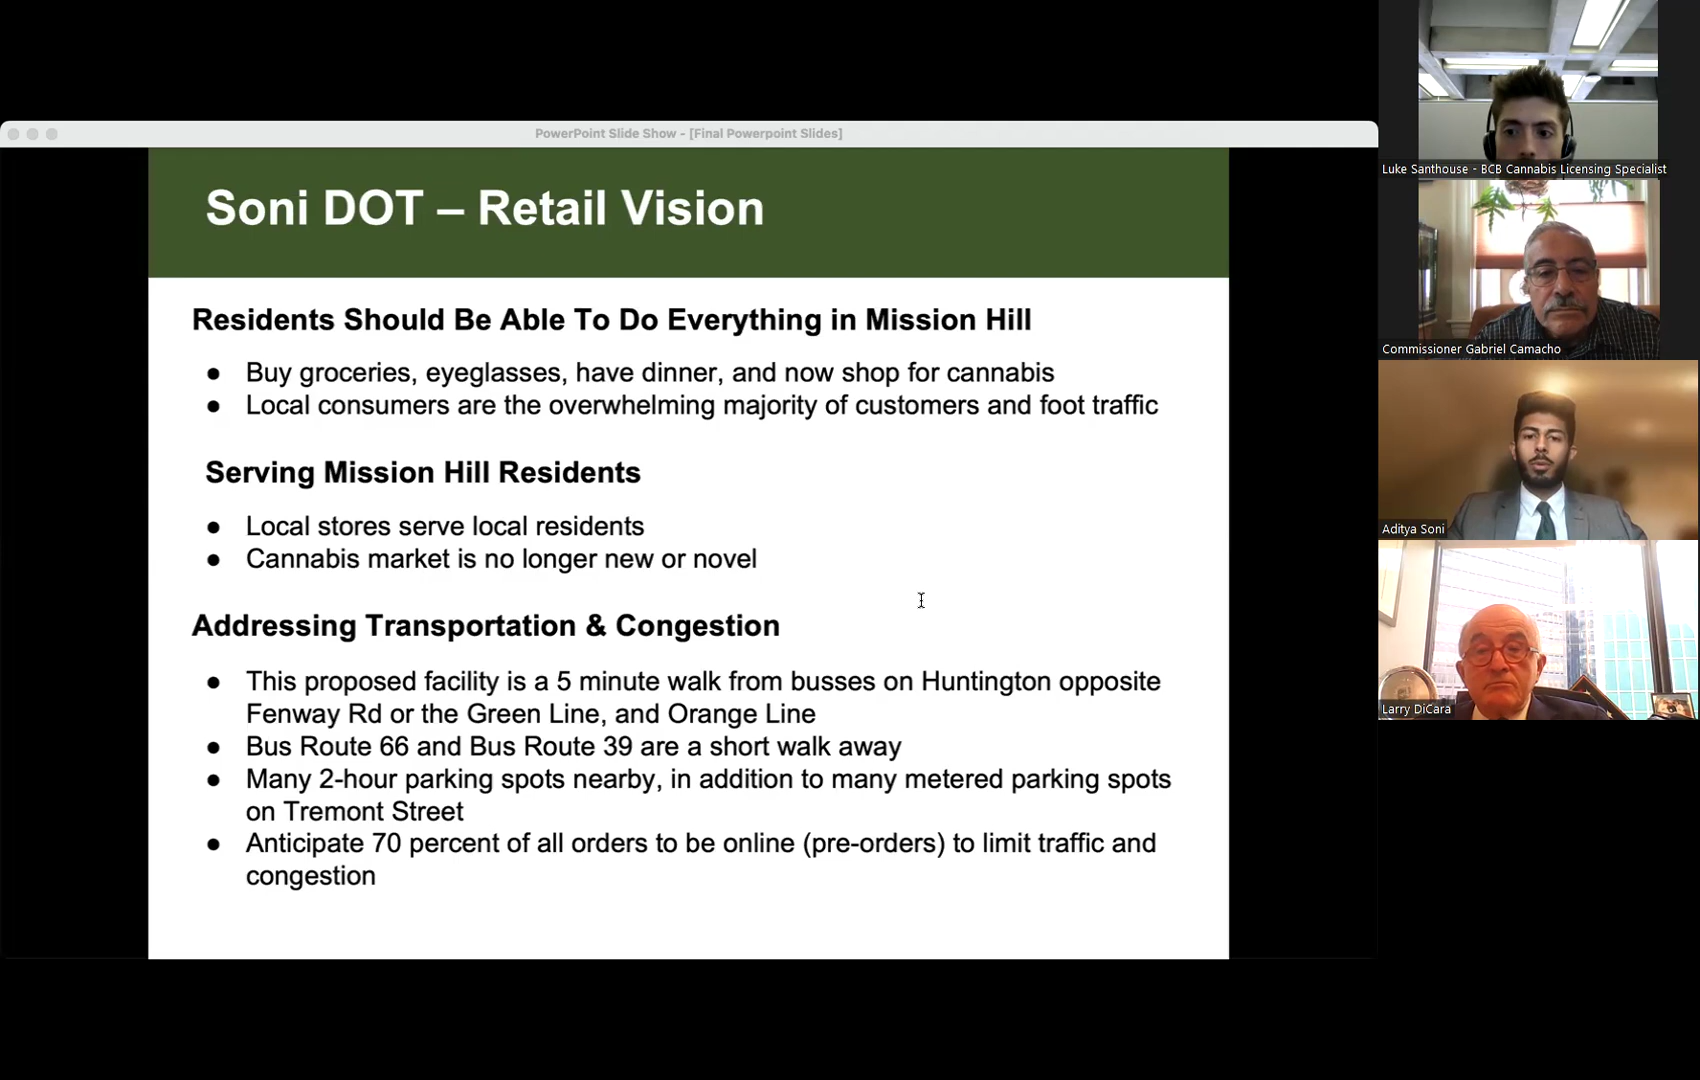 PowerPoint Slide Show - [Final Powerpoint Slides]
Soni DOT – Retail Vision
Residents Should Be Able To Do Everything in Mission Hill
● Buy groceries, eyeglasses, have dinner, and now shop for cannabis
● Local consumers are the overwhelming majority of customers and foot traffic
Serving Mission Hill Residents
● Local stores serve local residents
● Cannabis market is no longer new or novel
Addressing Transportation & Congestion
● This proposed facility is a 5 minute walk from busses on Huntington opposite
Fenway Rd or the Green Line, and Orange Line
● Bus Route 66 and Bus Route 39 are a short walk away
● Many 2-hour parking spots nearby, in addition to many metered parking spots
on Tremont Street
● Anticipate 70 percent of all orders to be online (pre-orders) to limit traffic and
congestion
Luke Santhouse - BCB Cannabis Licensing Specialist
Commissioner Gabriel Camacho
Aditya Soni
Larry DiCara